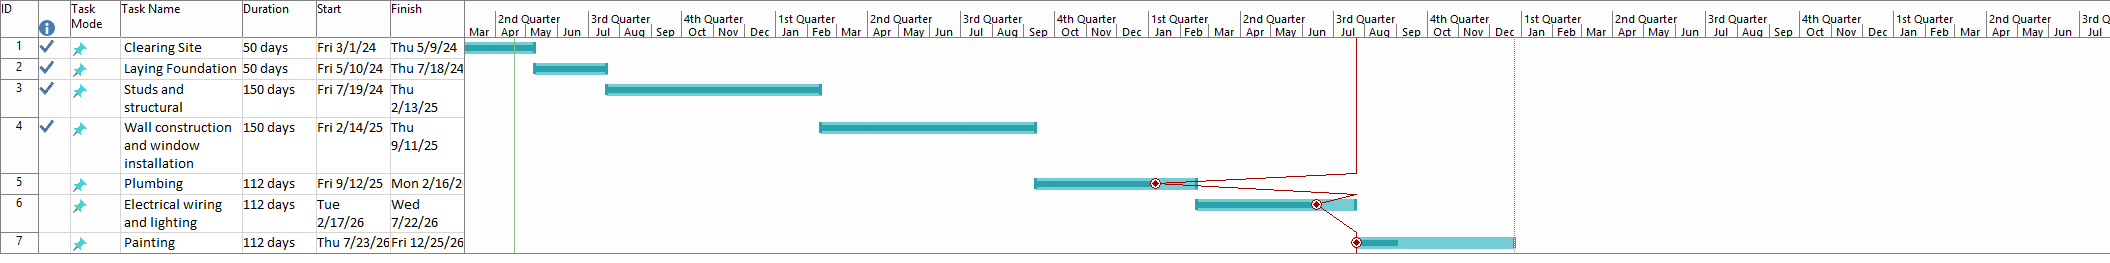 ID Task Mode Task Name Duration Start Finish
2nd Quarter 3rd Quarter 4th Quarter 1st Quarter 2nd Quarter 3rd Quarter 4th Quarter 1st Quarter 2nd Quarter 3rd Quarter 4th Quarter 1st Quarter 2nd Quarter 3rd Quarter 4th Quarter 1st Quarter 2nd Quarter 3rd Q
Mar Apr May Jun Jul Aug Sep Oct Nov Dec Jan Feb Mar Apr May Jun Jul Aug Sep Oct Nov Dec Jan Feb Mar Apr May Jun Jul Aug Sep Oct Nov Dec Jan Feb Mar Apr May Jun Jul Aug Sep Oct Nov Dec Jan Feb Mar Apr May Jun Jul
1 Clearing Site 50 days Fri 3/1/24 Thu 5/9/24
2 Laying Foundation 50 days Fri 5/10/24 Thu 7/18/24
3 Studs and 150 days Fri 7/19/24 Thu
structural 2/13/25
4 Wall construction 150 days Fri 2/14/25 Thu
and window 9/11/25
installation
5 Plumbing 112 days Fri 9/12/25 Mon 2/16/2
6 Electrical wiring 112 days Tue Wed
and lighting 2/17/26 7/22/26
7 Painting 112 days Thu 7/23/26 Fri 12/25/26